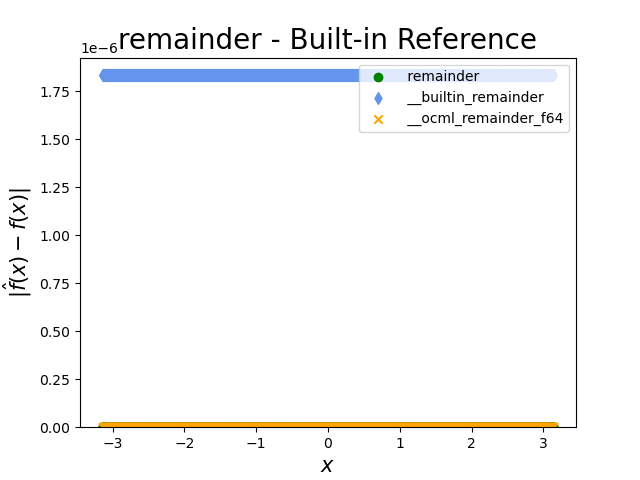 remainder - Built-in Reference
1e−6
remainder
__builtin_remainder
__ocml_remainder_f64
1.75
1.50
1.25
1.00
0.75
0.50
0.25
0.00
|f̂(x) − f(x)|
−3 −2 −1 0 1 2 3
x